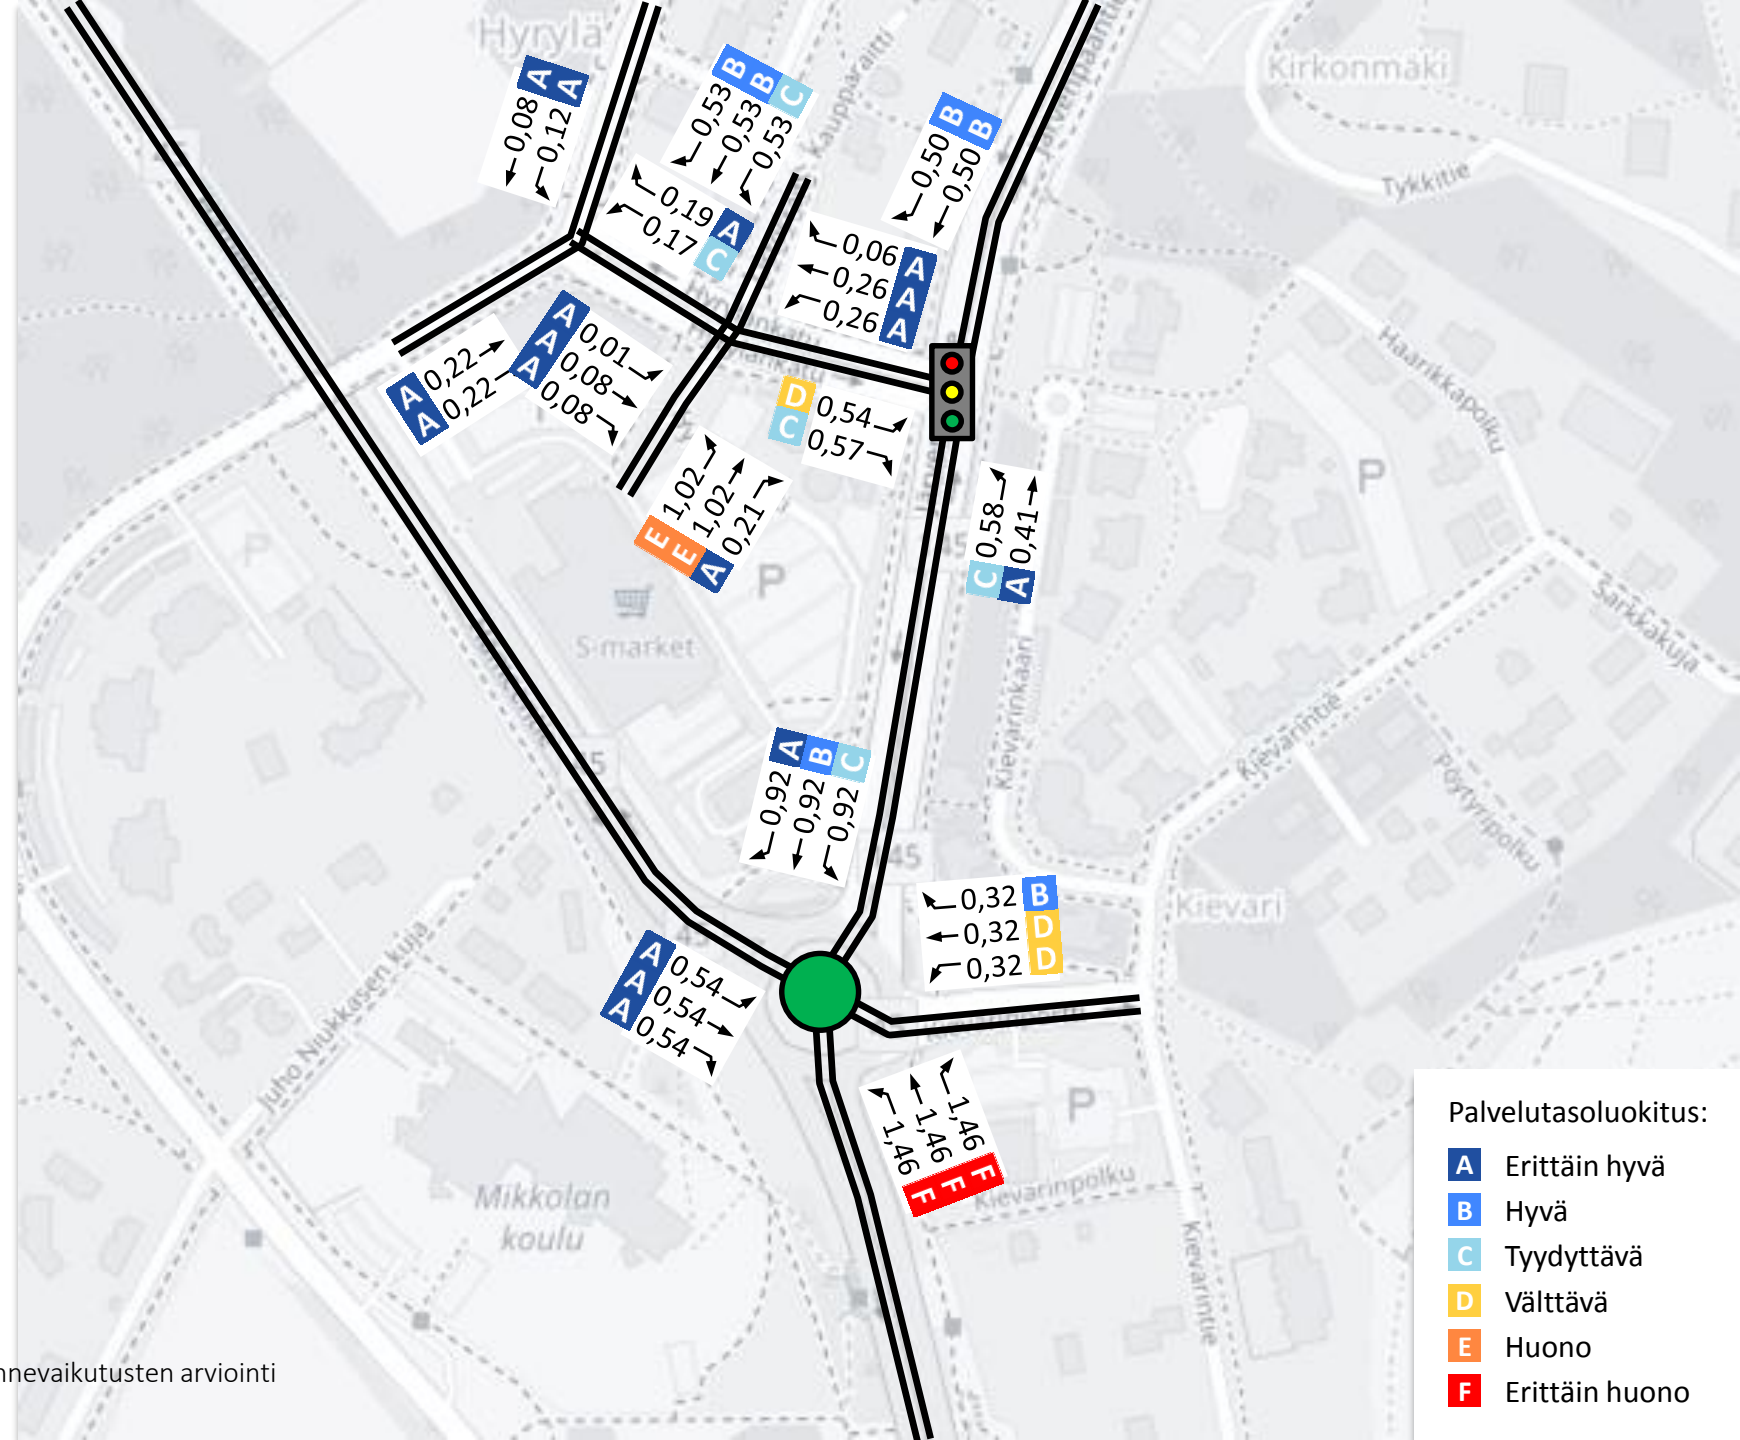 Hyrylä
Kaupparaitti
Kirkonmäki
Tykkitie
A A
0,08
0,12
B B C
0,53
0,53
0,53
B B
0,50
0,50
0,19 A
0,17 C
0,06 A
0,26 A
0,26 A
A 0,22
A 0,22
A 0,01
A 0,08
A 0,08
D 0,54
C 0,57
Haarikkapolku
P
1,02
1,02
0,21
E E A
P
P
0,58
0,41
C A
45
S-market
Sarkkakuja
Kievarinkaari
Kievarintie
Pöytyripolku
A B C
0,92
0,92
0,92
45
0,32 B
0,32 D
0,32 D
Kievari
A 0,54
A 0,54
A 0,54
Juho Niukkasen kuja
1,46
1,46
1,46
F F F
P
Kievarinpolku
Kievarintie
Mikkolan
koulu
nnevaikutusten arviointi
Palvelutasoluokitus:
A Erittäin hyvä
B Hyvä
C Tyydyttävä
D Välttävä
E Huono
F Erittäin huono